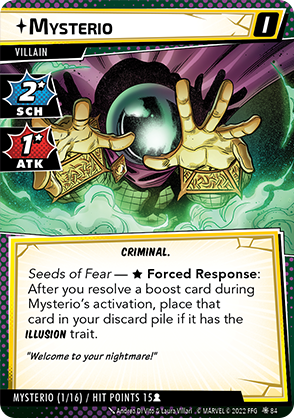 Mysterio
0
VILLAIN
2*
SCH
1*
ATK
CRIMINAL.
Seeds of Fear — ★ Forced Response:
After you resolve a boost card during
Mysterio's activation, place that
card in your discard pile if it has the
ILLUSION trait.
"Welcome to your nightmare!"
MYSTERIO (1/16) / HIT POINTS 15
Andrea Di Vito & Laura Villari . © MARVEL © 2022 FFG 84